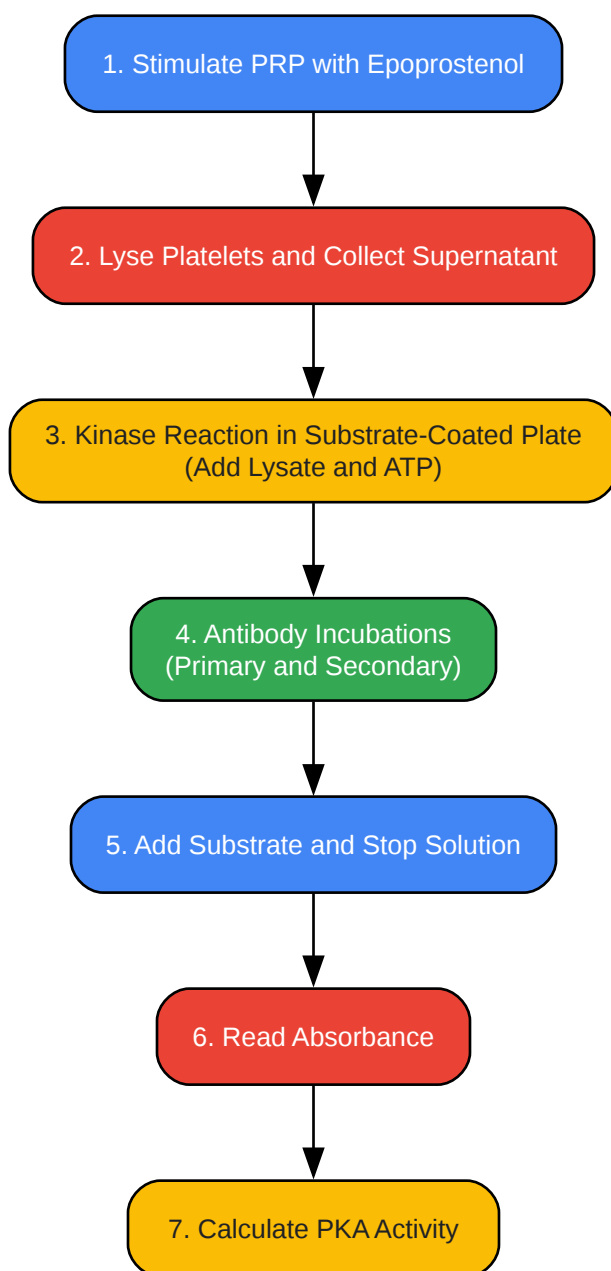 1. Stimulate PRP with Epoprostenol
2. Lyse Platelets and Collect Supernatant
3. Kinase Reaction in Substrate-Coated Plate
(Add Lysate and ATP)
4. Antibody Incubations
(Primary and Secondary)
5. Add Substrate and Stop Solution
6. Read Absorbance
7. Calculate PKA Activity